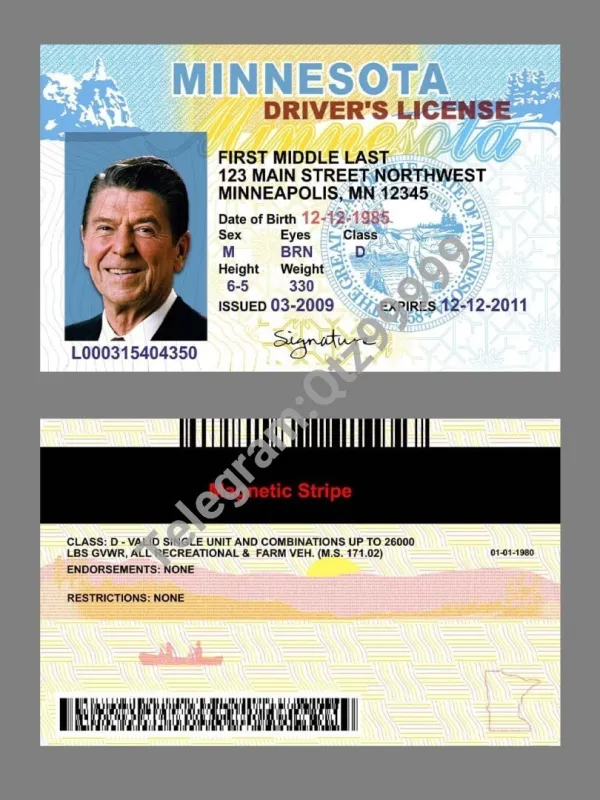 MINNESOTA
DRIVER'S LICENSE
Minnesota
FIRST MIDDLE LAST
123 MAIN STREET NORTHWEST
MINNEAPOLIS, MN 12345
Date of Birth 12-12-1985
Sex Eyes Class
M BRN D
Height Weight
6-5 330
ISSUED 03-2009 EXPIRES 12-12-2011
Signature
L000315404350
Magnetic Stripe
CLASS: D - VALID SINGLE UNIT AND COMBINATIONS UP TO 26000
LBS GVWR, ALL RECREATIONAL & FARM VEH. (M.S. 171.02)
01-01-1980
ENDORSEMENTS: NONE
RESTRICTIONS: NONE